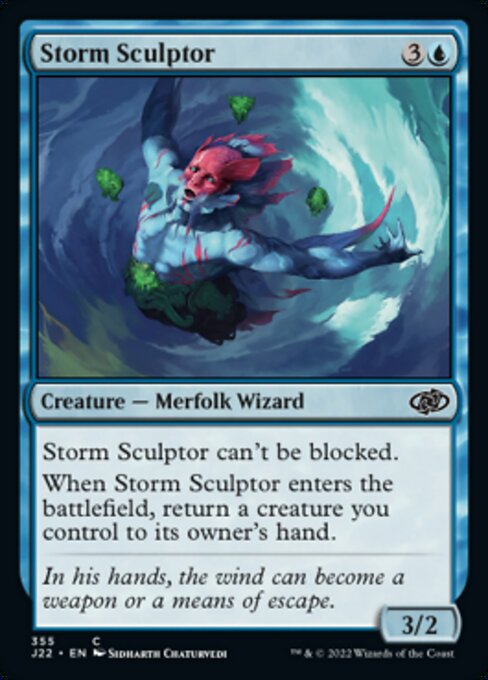 Storm Sculptor 3
Creature — Merfolk Wizard
Storm Sculptor can't be blocked.
When Storm Sculptor enters the
battlefield, return a creature you
control to its owner's hand.
In his hands, the wind can become a
weapon or a means of escape.
3/2
355 C
J22 • EN Sidharth Chaturvedi
™ & © 2022 Wizards of the Coast